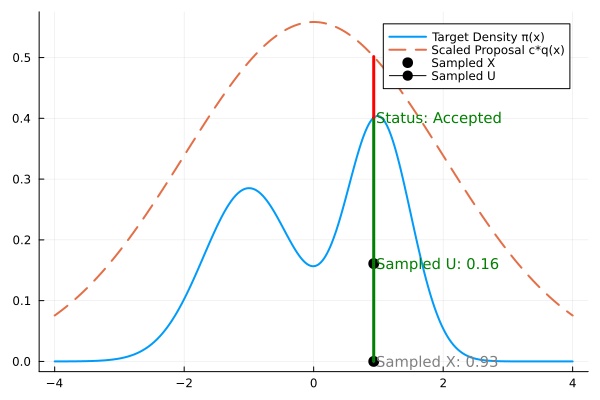 Target Density π(x)
Scaled Proposal c*q(x)
Sampled X
Sampled U
0.5
0.4
Status: Accepted
0.3
0.2
Sampled U: 0.16
0.1
0.0
Sampled X: 0.93
−4 −2 0 2 4